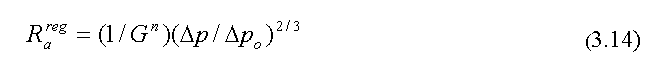 R_a^{reg} = (1/G^n)(Δp/Δp_o)^{2/3} (3.14)